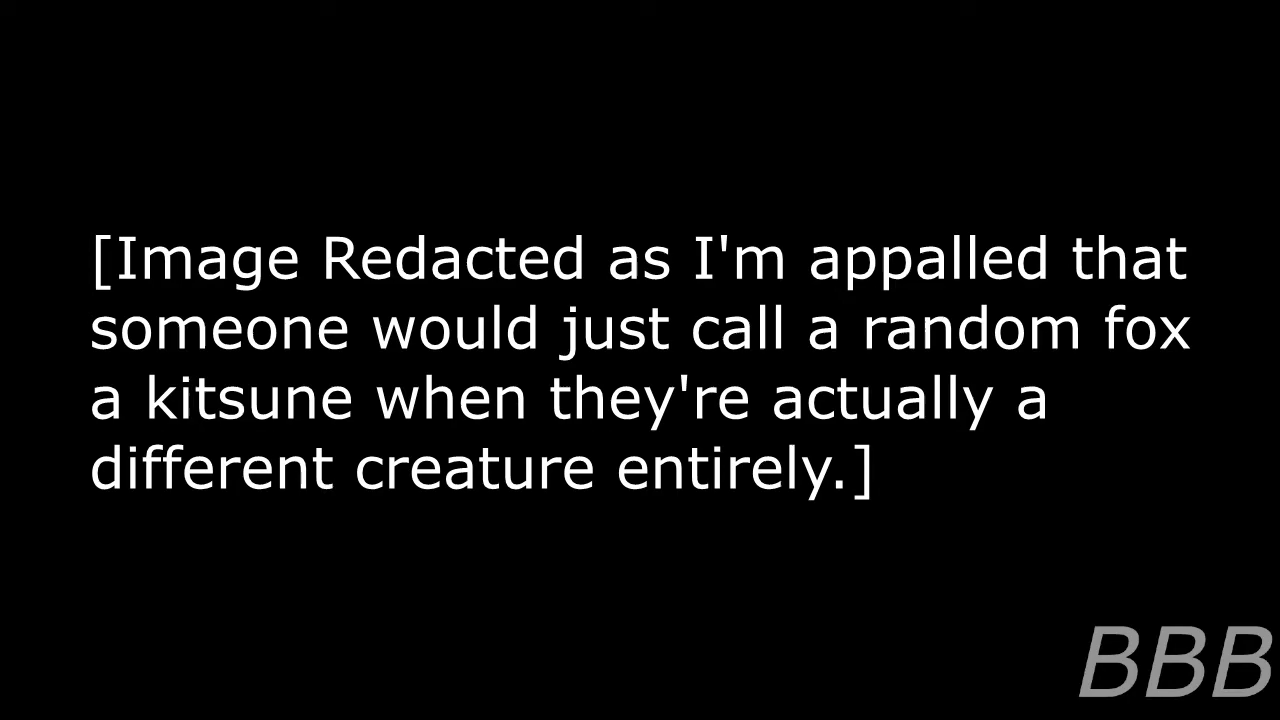 [Image Redacted as I'm appalled that
someone would just call a random fox
a kitsune when they're actually a
different creature entirely.]
BBB